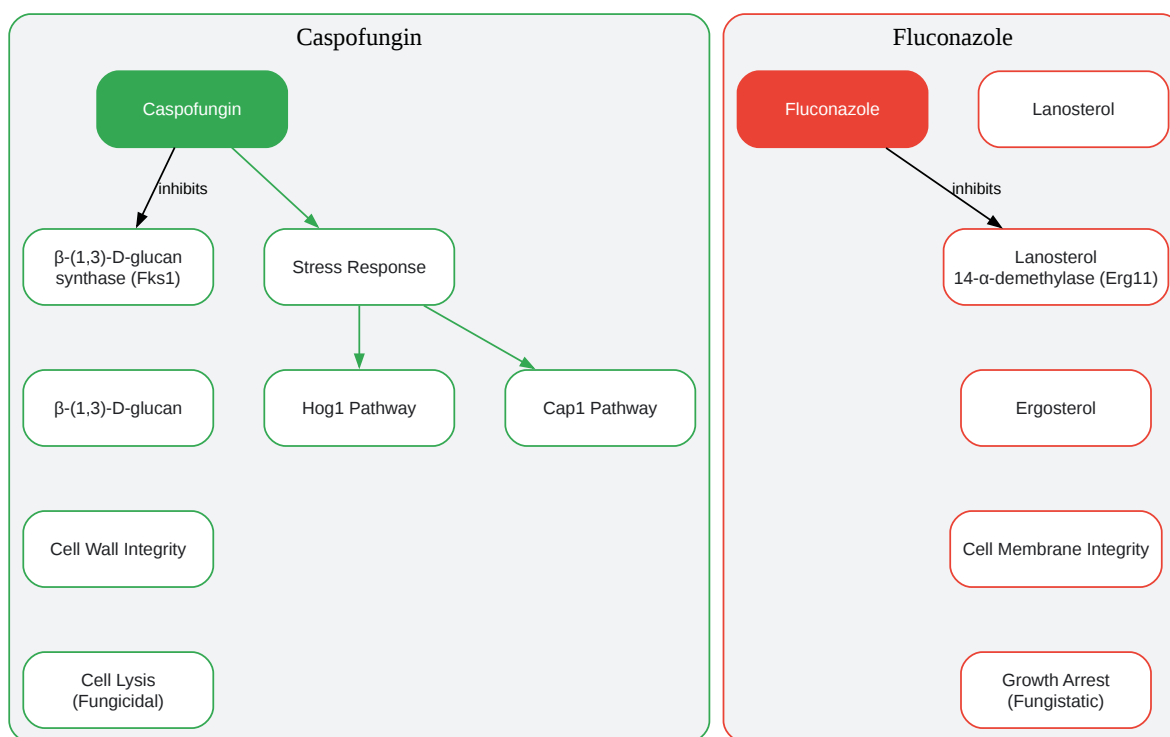 Caspofungin
Caspofungin
inhibits
β-(1,3)-D-glucan
synthase (Fks1)
Stress Response
β-(1,3)-D-glucan
Hog1 Pathway
Cap1 Pathway
Cell Wall Integrity
Cell Lysis
(Fungicidal)
Fluconazole
Fluconazole
Lanosterol
inhibits
Lanosterol
14-α-demethylase (Erg11)
Ergosterol
Cell Membrane Integrity
Growth Arrest
(Fungistatic)